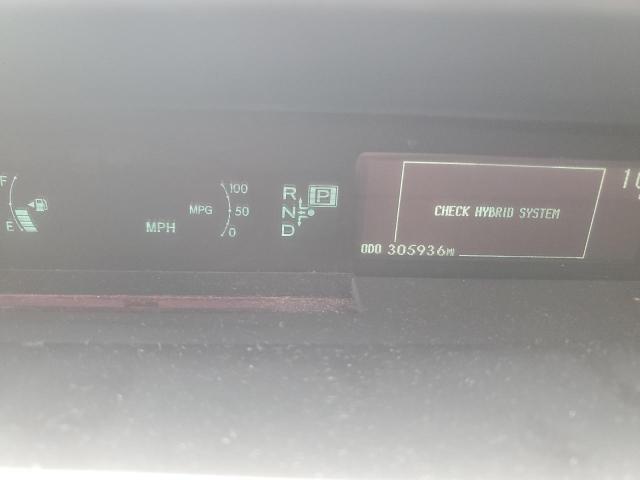 F
E
MPH
MPG
100
50
0
R
N
D
P
CHECK HYBRID SYSTEM
ODO 305936MI